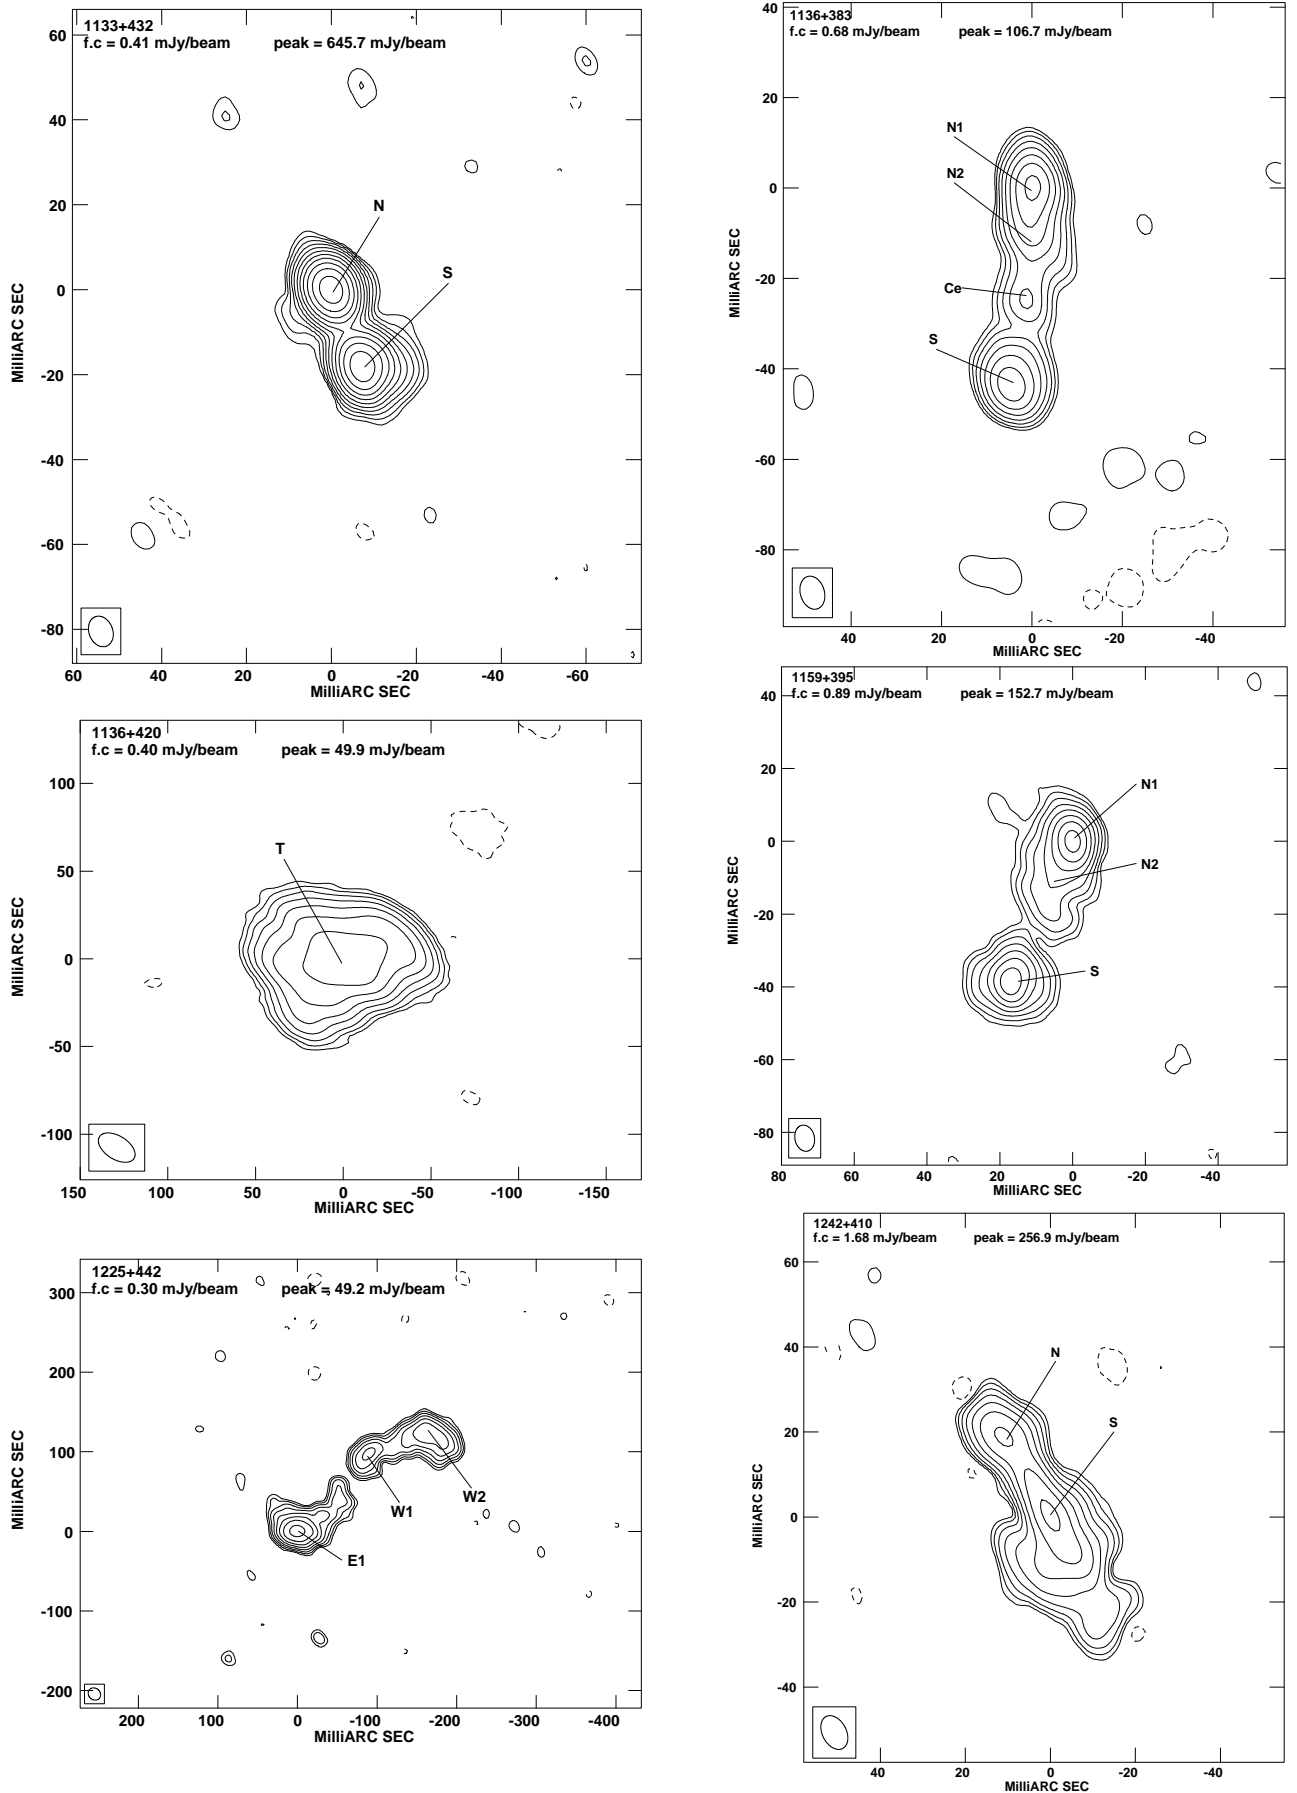 1133+432
f.c = 0.41 mJy/beam peak = 645.7 mJy/beam
60
40
20
0
-20
-40
-60
-80
MilliARC SEC
N
S
60 40 20 0 -20 -40 -60
MilliARC SEC
1136+383
f.c = 0.68 mJy/beam peak = 106.7 mJy/beam
40
20
0
-20
-40
-60
-80
MilliARC SEC
N1
N2
Ce
S
40 20 0 -20 -40
MilliARC SEC
1136+420
f.c = 0.40 mJy/beam peak = 49.9 mJy/beam
100
50
0
-50
-100
MilliARC SEC
T
150 100 50 0 -50 -100 -150
MilliARC SEC
1159+395
f.c = 0.89 mJy/beam peak = 152.7 mJy/beam
40
20
0
-20
-40
-60
-80
MilliARC SEC
N1
N2
S
80 60 40 20 0 -20 -40
MilliARC SEC
1225+442
f.c = 0.30 mJy/beam peak = 49.2 mJy/beam
300
200
100
0
-100
-200
MilliARC SEC
W1
W2
E1
200 100 0 -100 -200 -300 -400
MilliARC SEC
1242+410
f.c = 1.68 mJy/beam peak = 256.9 mJy/beam
60
40
20
0
-20
-40
MilliARC SEC
N
S
40 20 0 -20 -40
MilliARC SEC